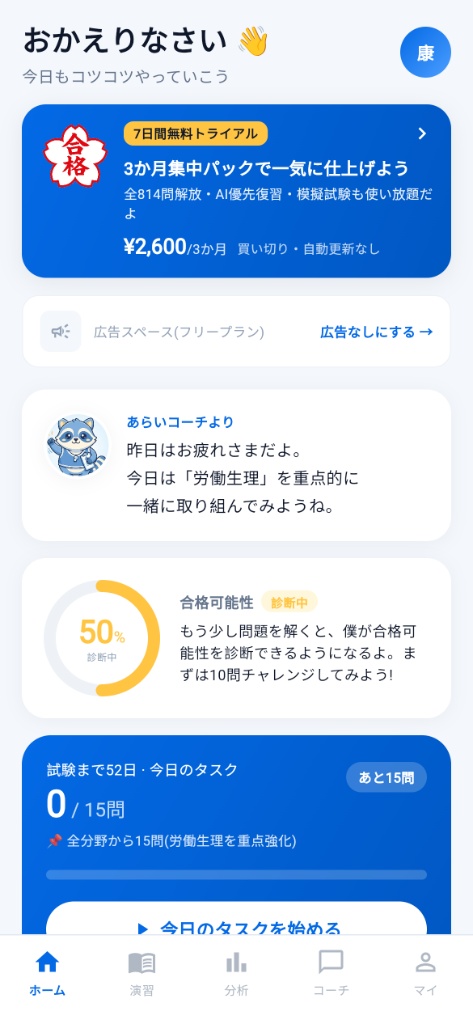 おかえりなさい 👋
今日もコツコツやっていこう
康
合格
7日間無料トライアル
3か月集中パックで一気に仕上げよう
全814問解放・AI優先復習・模擬試験も使い放題だ
よ
¥2,600/3か月 買い切り・自動更新なし
広告スペース(フリープラン)
広告なしにする →
あらいコーチより
昨日はお疲れさまだよ。
今日は「労働生理」を重点的に
一緒に取り組んでみようね。
50%
診断中
合格可能性 診断中
もう少し問題を解くと、僕が合格可
能性を診断できるようになるよ。ま
ずは10問チャレンジしてみよう!
試験まで52日 · 今日のタスク
あと15問
0 / 15問
📌 全分野から15問(労働生理を重点強化)
▶ 今日のタスクを始める
ホーム
演習
分析
コーチ
マイ